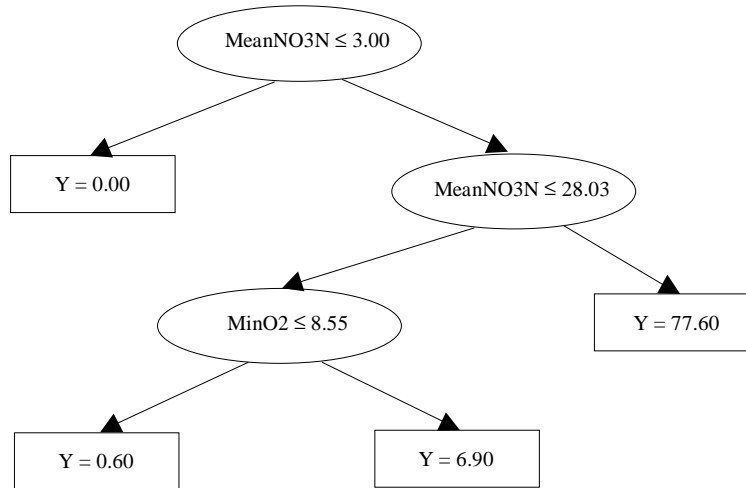 MeanNO3N ≤ 3.00
Y = 0.00
MeanNO3N ≤ 28.03
MinO2 ≤ 8.55
Y = 77.60
Y = 0.60
Y = 6.90